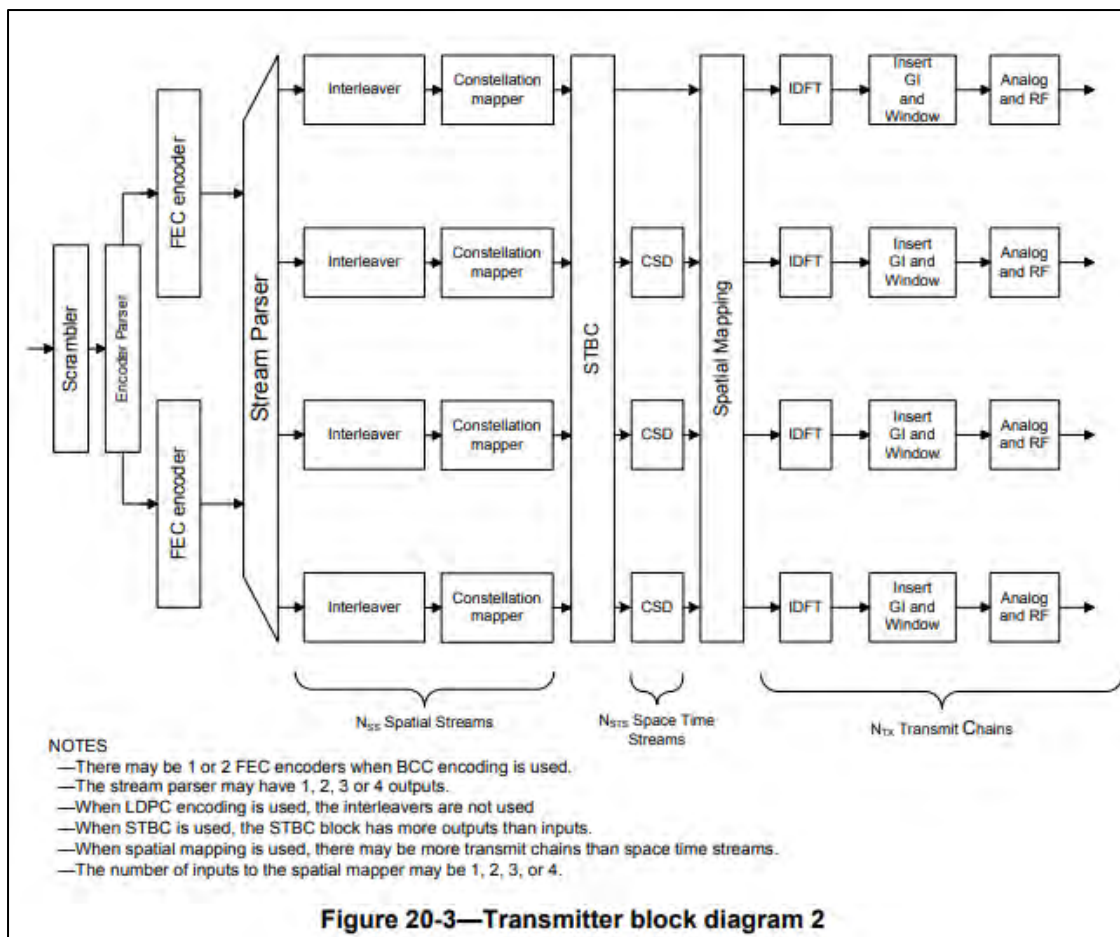 Interleaver
Constellation
mapper
IDFT
Insert
GI
and
Window
Analog
and RF
Interleaver
Constellation
mapper
CSD
IDFT
Insert
GI and
Window
Analog
and RF
Interleaver
Constellation
mapper
CSD
IDFT
Insert
GI and
Window
Analog
and RF
Interleaver
Constellation
mapper
CSD
IDFT
Insert
GI and
Window
Analog
and RF
Scrambler
Encoder Parser
FEC encoder
FEC encoder
Stream Parser
STBC
Spatial Mapping
NSS Spatial Streams
NSTS Space Time
Streams
NTX Transmit Chains
NOTES
—There may be 1 or 2 FEC encoders when BCC encoding is used.
—The stream parser may have 1, 2, 3 or 4 outputs.
—When LDPC encoding is used, the interleavers are not used
—When STBC is used, the STBC block has more outputs than inputs.
—When spatial mapping is used, there may be more transmit chains than space time streams.
—The number of inputs to the spatial mapper may be 1, 2, 3, or 4.
Figure 20-3—Transmitter block diagram 2